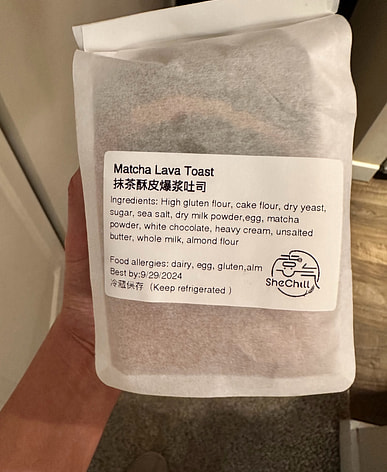 Matcha Lava Toast
抹茶酥皮爆浆吐司
Ingredients: High gluten flour, cake flour, dry yeast,
sugar, sea salt, dry milk powder,egg, matcha
powder, white chocolate, heavy cream, unsalted
butter, whole milk, almond flour
Food allergies: dairy, egg, gluten,alm
Best by:9/29/2024
冷藏保存（Keep refrigerated ）
SheChill